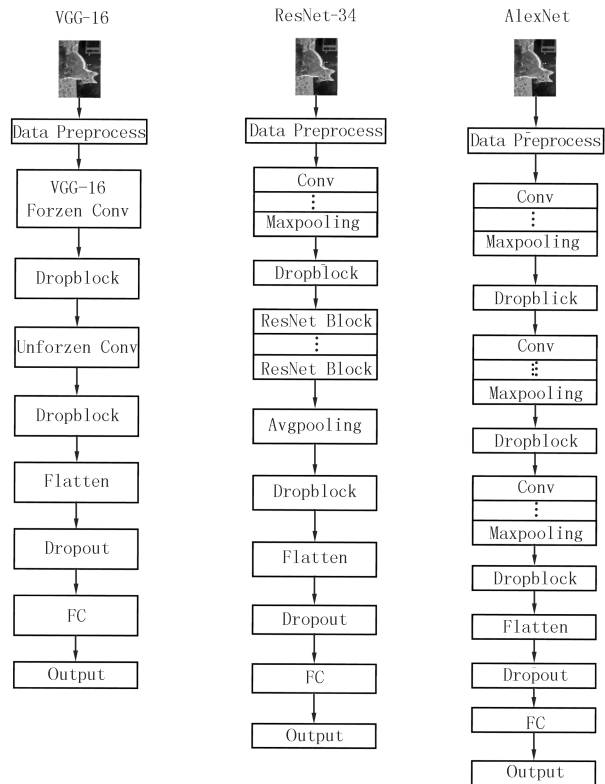 VGG-16
Data Preprocess
VGG-16
Forzen Conv
Dropblock
Unforzen Conv
Dropblock
Flatten
Dropout
FC
Output
ResNet-34
Data Preprocess
Conv
Maxpooling
Dropblock
ResNet Block
ResNet Block
Avgpooling
Dropblock
Flatten
Dropout
FC
Output
AlexNet
Data Preprocess
Conv
Maxpooling
Dropblick
Conv
Maxpooling
Dropblock
Conv
Maxpooling
Dropblock
Flatten
Dropout
FC
Output